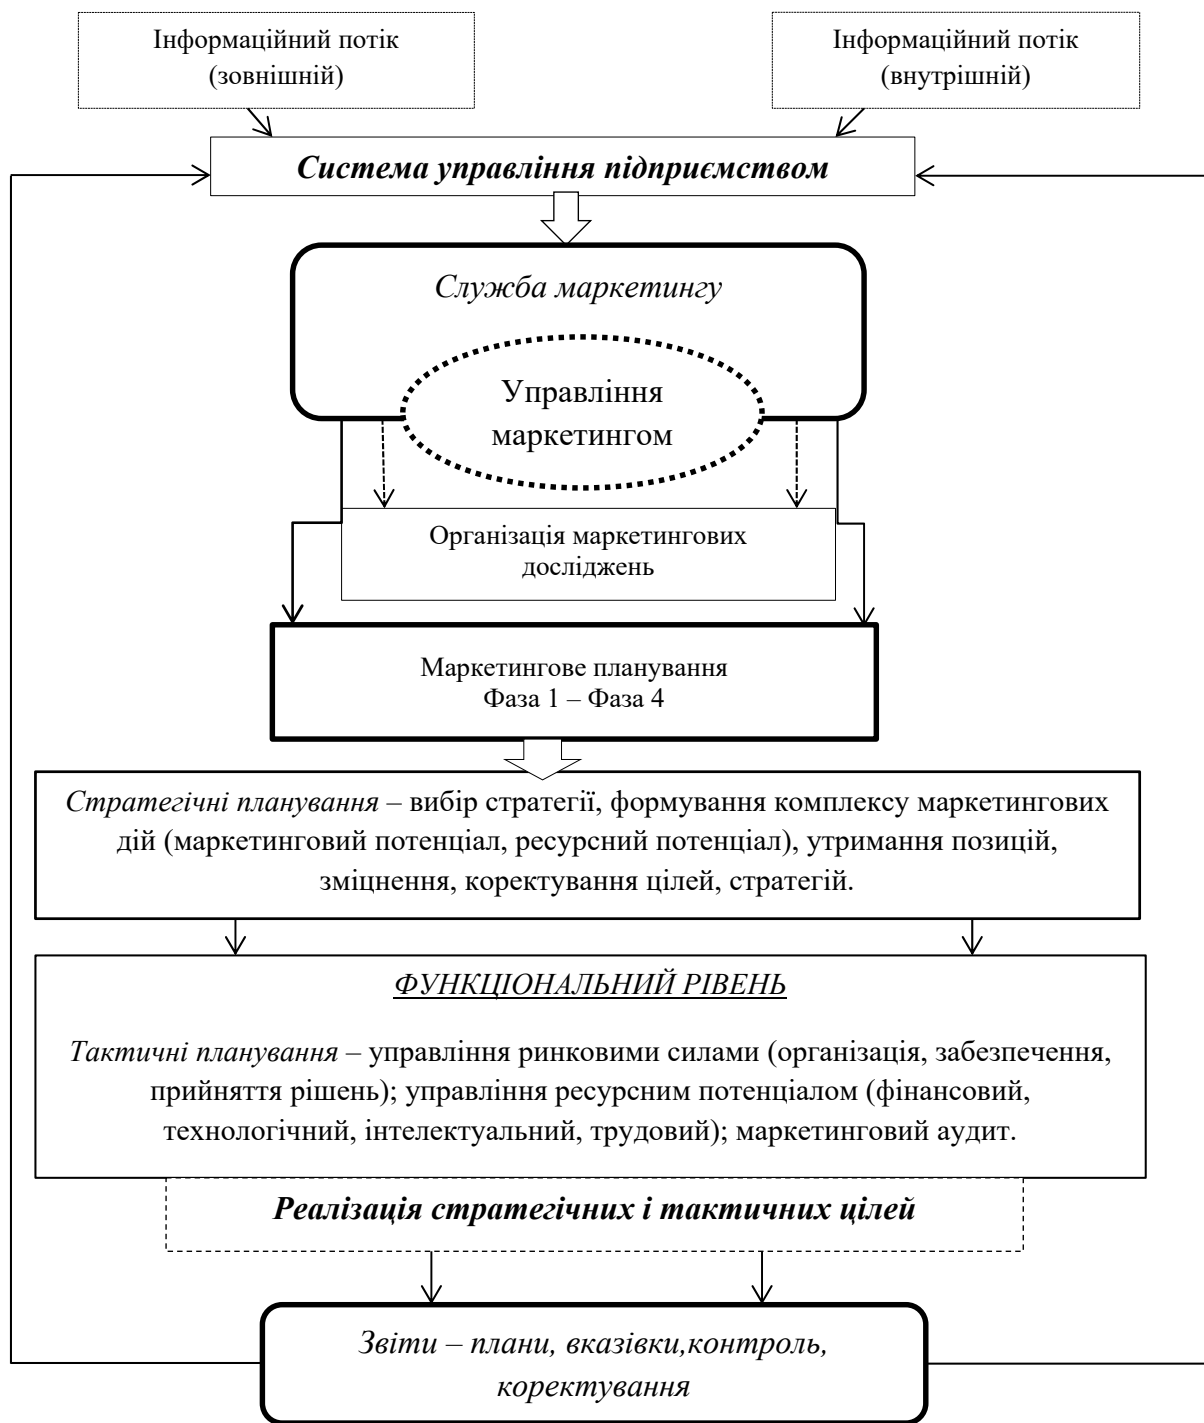 Інформаційний потік
(зовнішній)
Інформаційний потік
(внутрішній)
Система управління підприємством
Служба маркетингу
Управління
маркетингом
Організація маркетингових
досліджень
Маркетингове планування
Фаза 1 – Фаза 4
Стратегічні планування – вибір стратегії, формування комплексу маркетингових
дій (маркетинговий потенціал, ресурсний потенціал), утримання позицій,
зміцнення, коректування цілей, стратегій.
ФУНКЦІОНАЛЬНИЙ РІВЕНЬ
Тактичні планування – управління ринковими силами (організація, забезпечення,
прийняття рішень); управління ресурсним потенціалом (фінансовий,
технологічний, інтелектуальний, трудовий); маркетинговий аудит.
Реалізація стратегічних і тактичних цілей
Звіти – плани, вказівки,контроль,
коректування